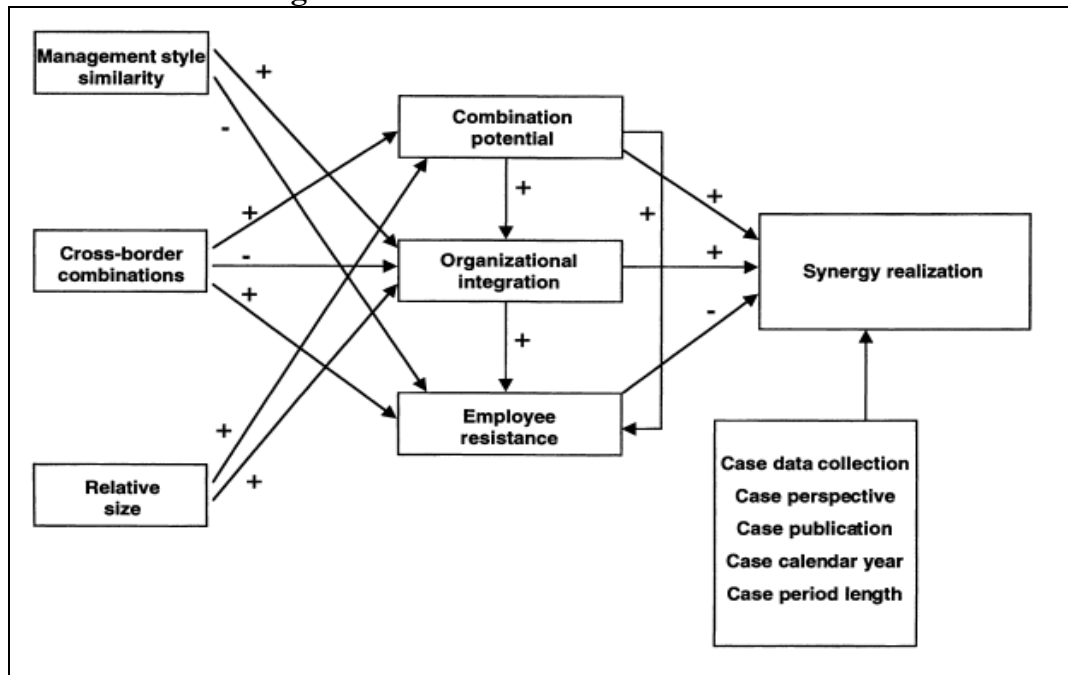 Management style
similarity
+
-
Combination
potential
+
+
+
+
Cross-border
combinations
-
+
Organizational
integration
+
Synergy realization
+
-
Employee
resistance
+
+
Relative
size
Case data collection
Case perspective
Case publication
Case calendar year
Case period length